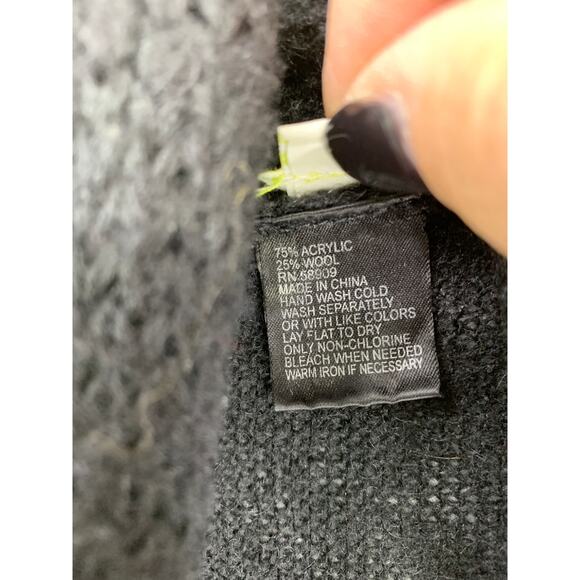 75% ACRYLIC
25% WOOL
RN 58909
MADE IN CHINA
HAND WASH COLD
WASH SEPARATELY
OR WITH LIKE COLORS
LAY FLAT TO DRY
ONLY NON-CHLORINE
BLEACH WHEN NEEDED
WARM IRON IF NECESSARY